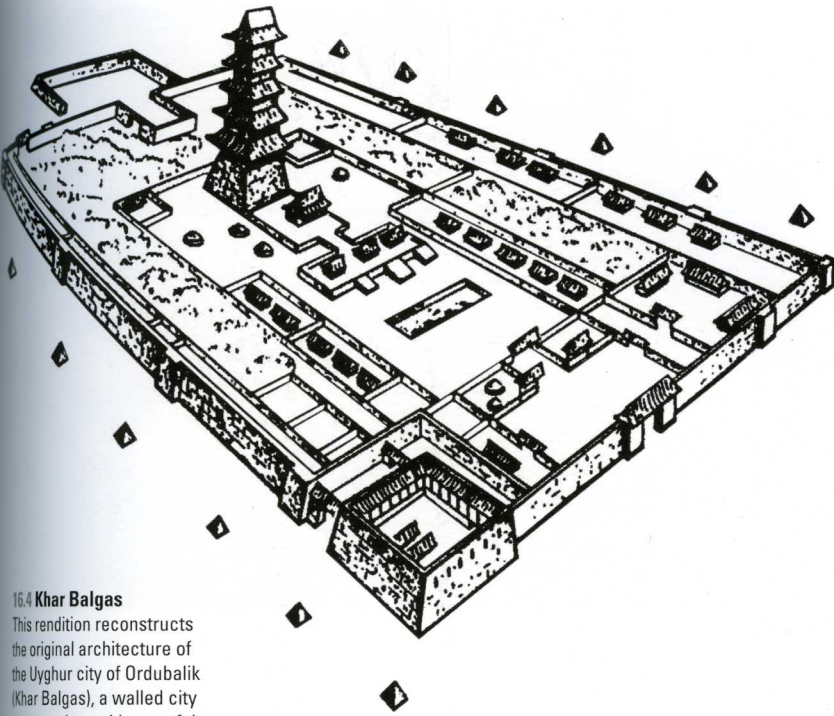 16.4 Khar Balgas
This rendition reconstructs
the original architecture of
the Uyghur city of Ordubalik
(Khar Balgas), a walled city